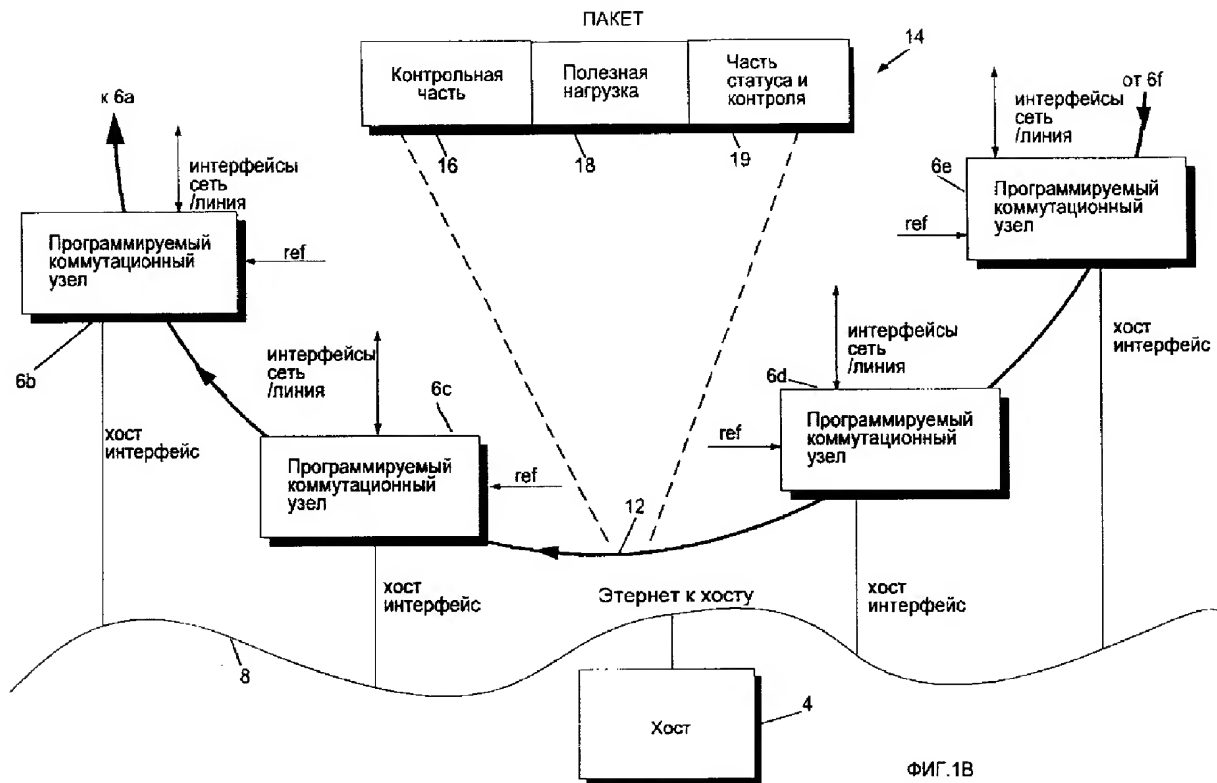 ПАКЕТ
Контрольная
часть
Полезная
нагрузка
Часть
статуса и
контроля
14
16
18
19
к 6a
интерфейсы
сеть
/линия
Программируемый
коммутационный
узел
ref
6b
хост
интерфейс
интерфейсы
сеть
/линия
6c
Программируемый
коммутационный
узел
ref
хост
интерфейс
12
интерфейсы
сеть
/линия
6d
Программируемый
коммутационный
узел
ref
хост
интерфейс
от 6f
интерфейсы
сеть
/линия
6e
Программируемый
коммутационный
узел
ref
хост
интерфейс
Этернет к хосту
8
Хост
4
ФИГ.1В